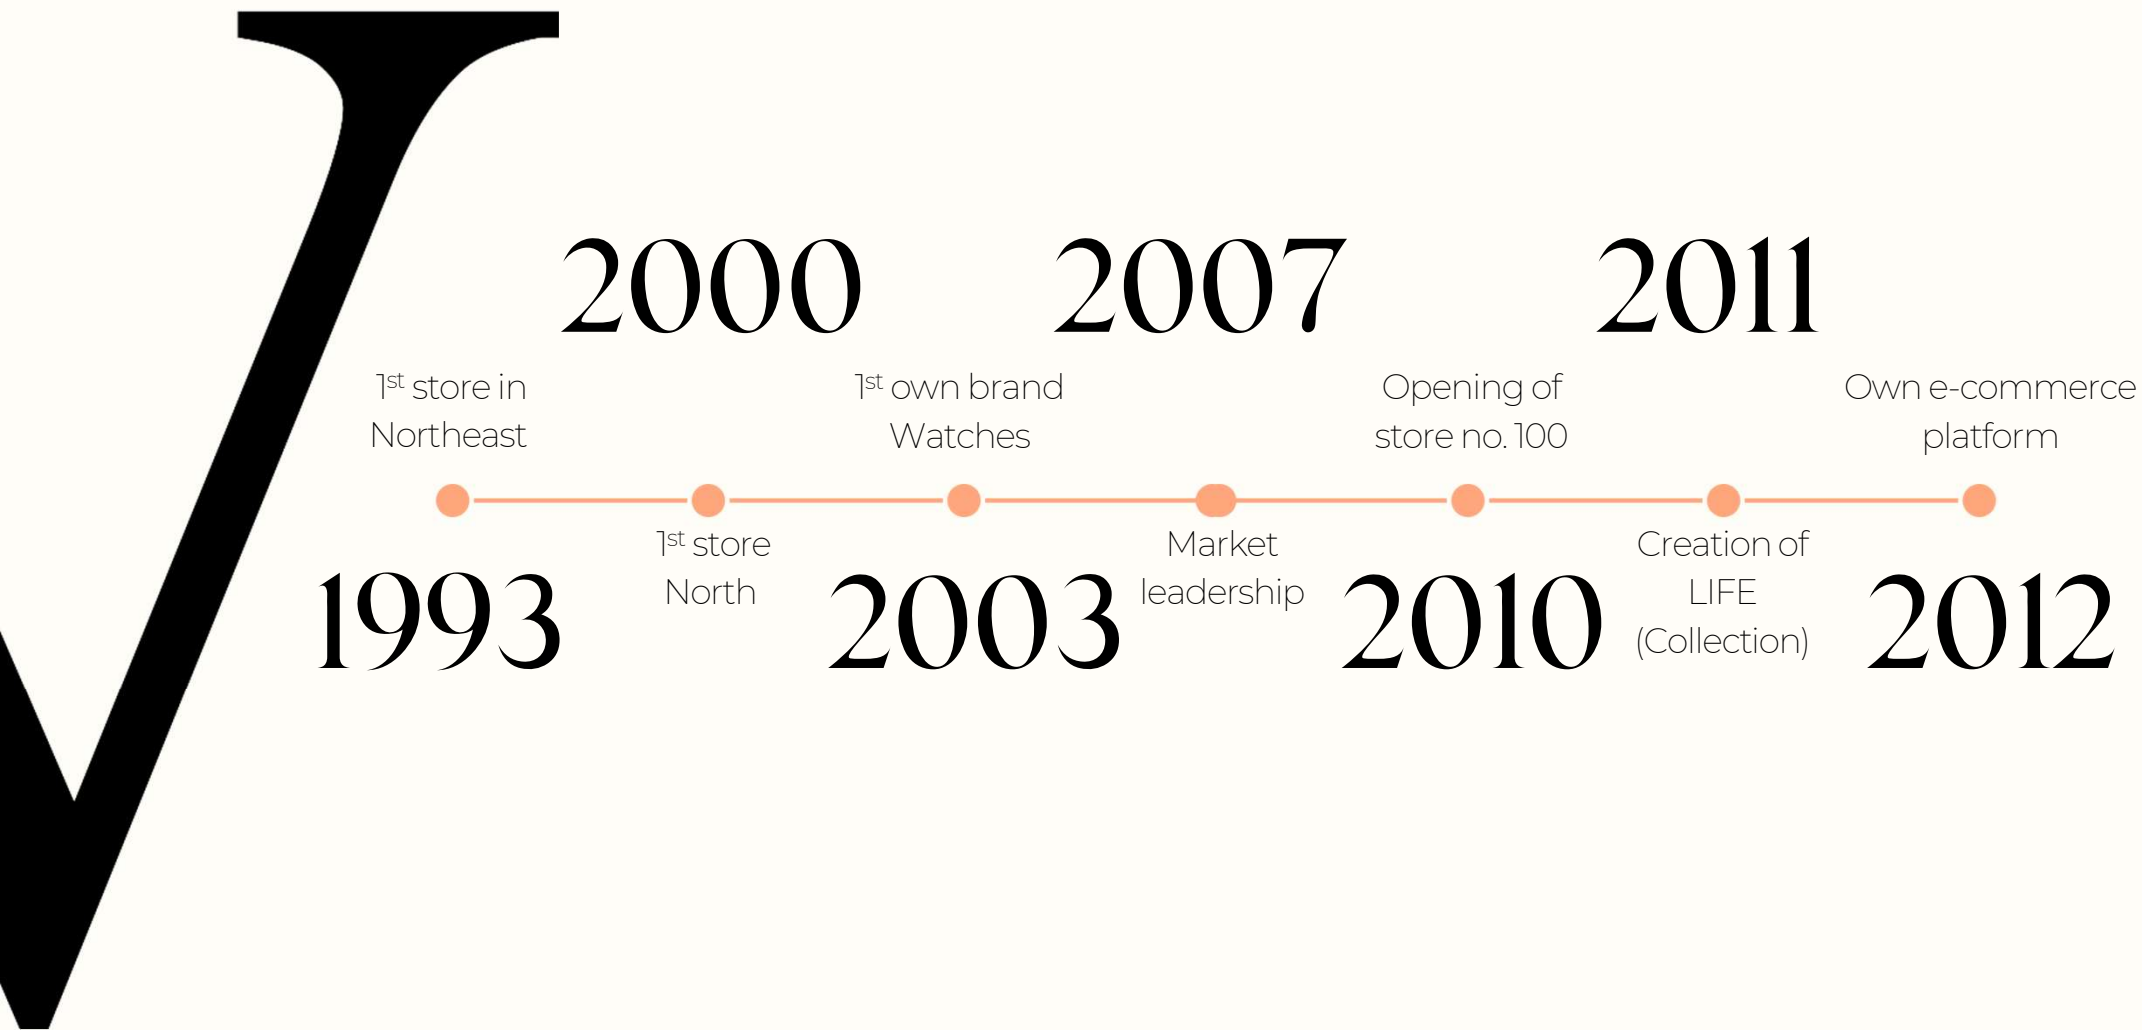 1993
1st store in
Northeast
2000
1st store
North
2003
1st own brand
Watches
2007
Market
leadership
2010
Opening of
store no. 100
2011
Creation of
LIFE
(Collection)
2012
Own e-commerce
platform